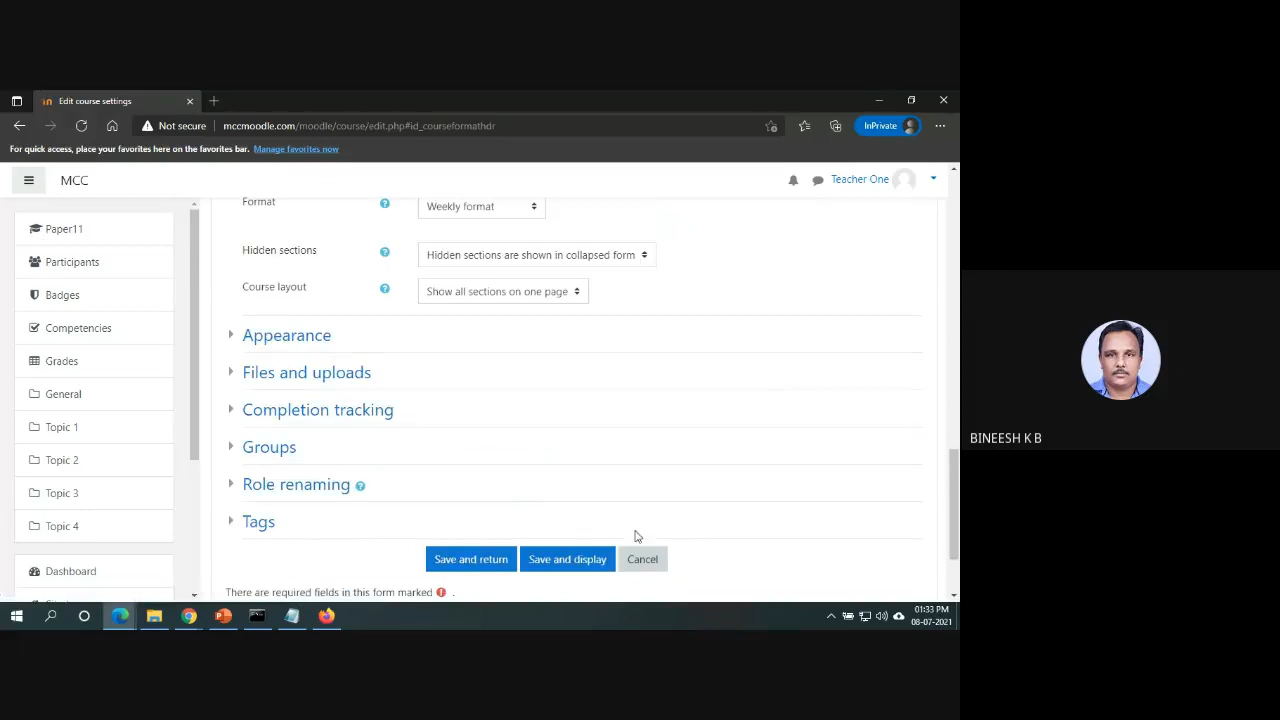 Edit course settings
Not secure
mccmoodle.com/moodle/course/edit.php#id_courseformathdr
InPrivate
For quick access, place your favorites here on the favorites bar. Manage favorites now
MCC
Teacher One
Paper11
Participants
Badges
Competencies
Grades
General
Topic 1
Topic 2
Topic 3
Topic 4
Dashboard
Format
Weekly format
Hidden sections
Hidden sections are shown in collapsed form
Course layout
Show all sections on one page
Appearance
Files and uploads
Completion tracking
Groups
Role renaming
Tags
Save and return
Save and display
Cancel
There are required fields in this form marked .
01:33 PM
08-07-2021
BINEESH K B